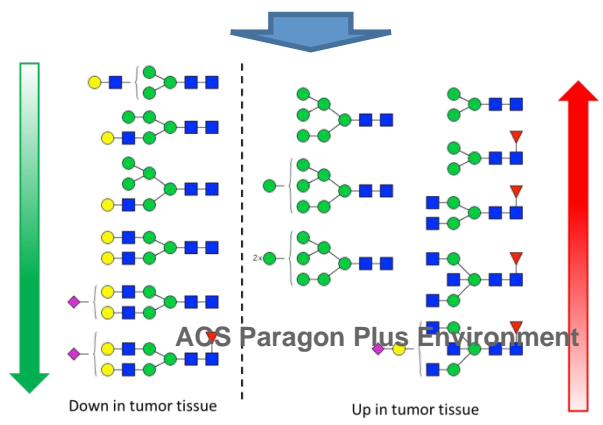 2x
ACS Paragon Plus Environment
Down in tumor tissue
Up in tumor tissue